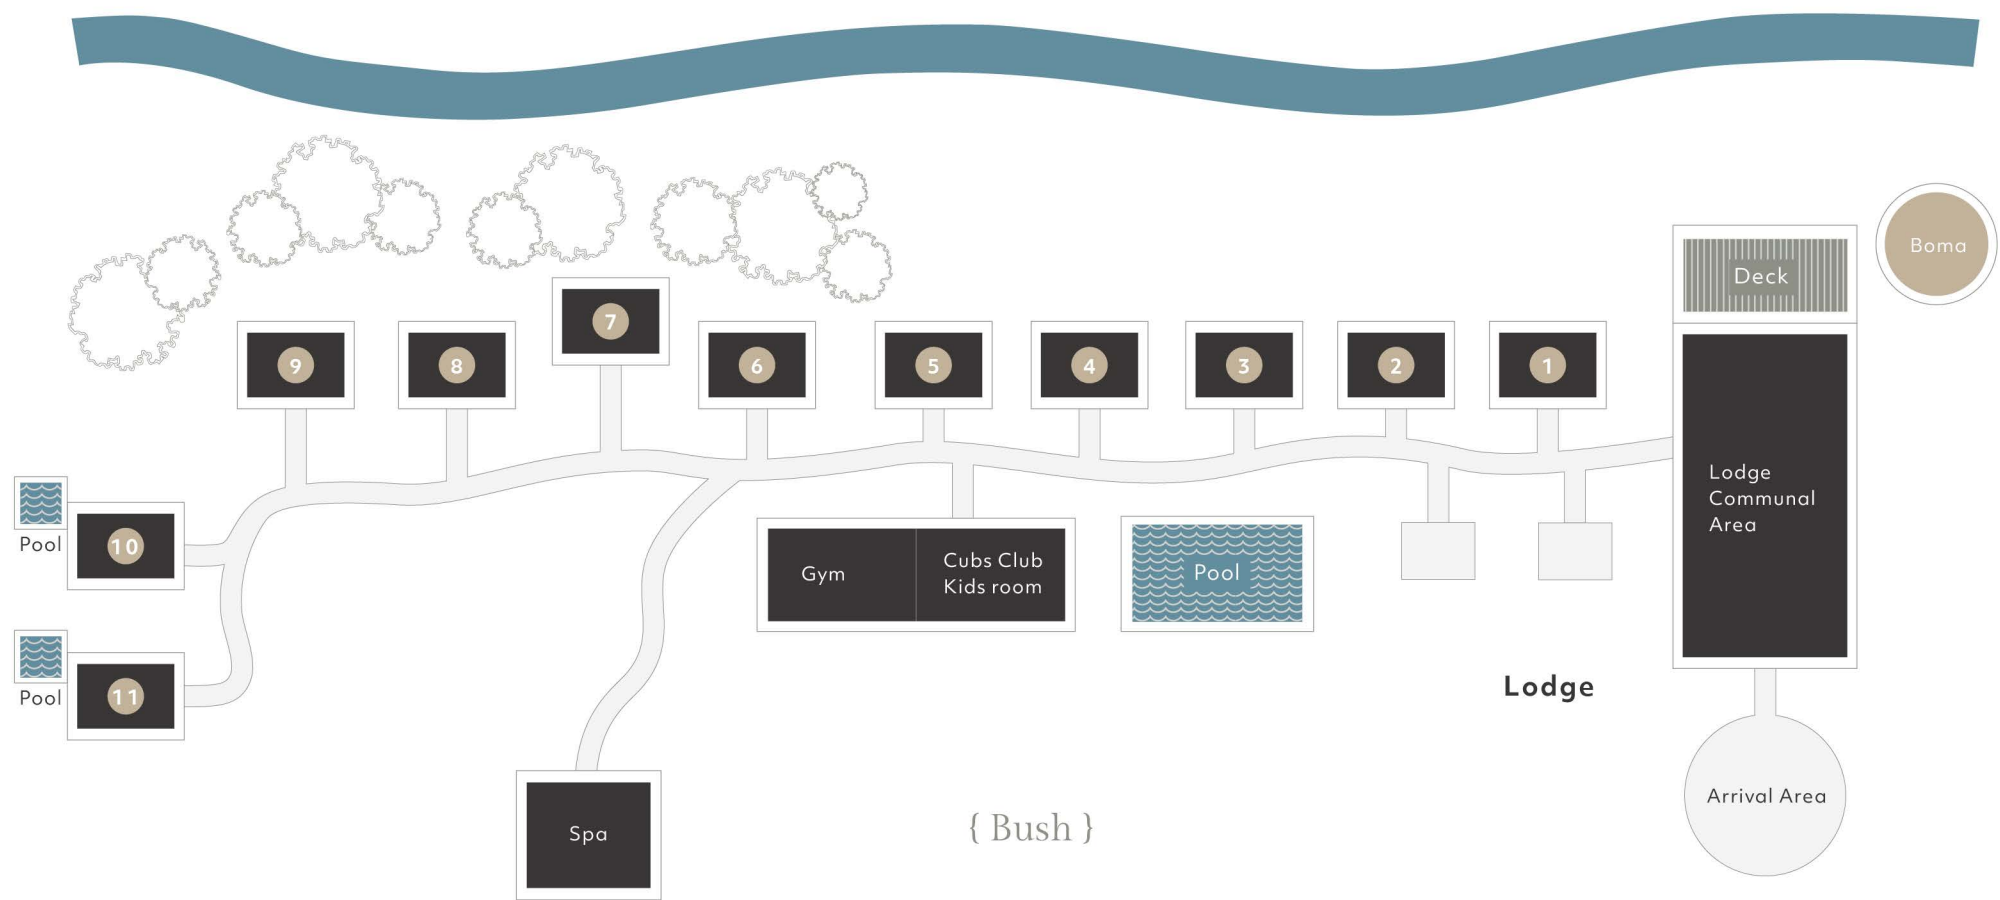 Boma
Deck
7
9
8
6
5
4
3
2
1
Lodge
Communal
Area
Pool
10
Gym
Cubs Club
Kids room
Pool
Pool
11
Lodge
Arrival Area
Spa
{ Bush }